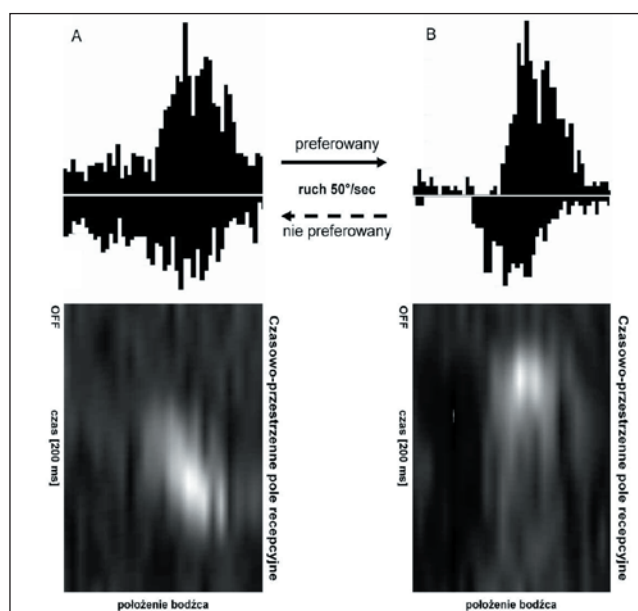 A
B
preferowany
ruch 50°/sec
nie preferowany
OFF
czas [200 ms]
Czasowo-przestrzenne pole recepcyjne
OFF
czas [200 ms]
Czasowo-przestrzenne pole recepcyjne
położenie bodźca
położenie bodźca